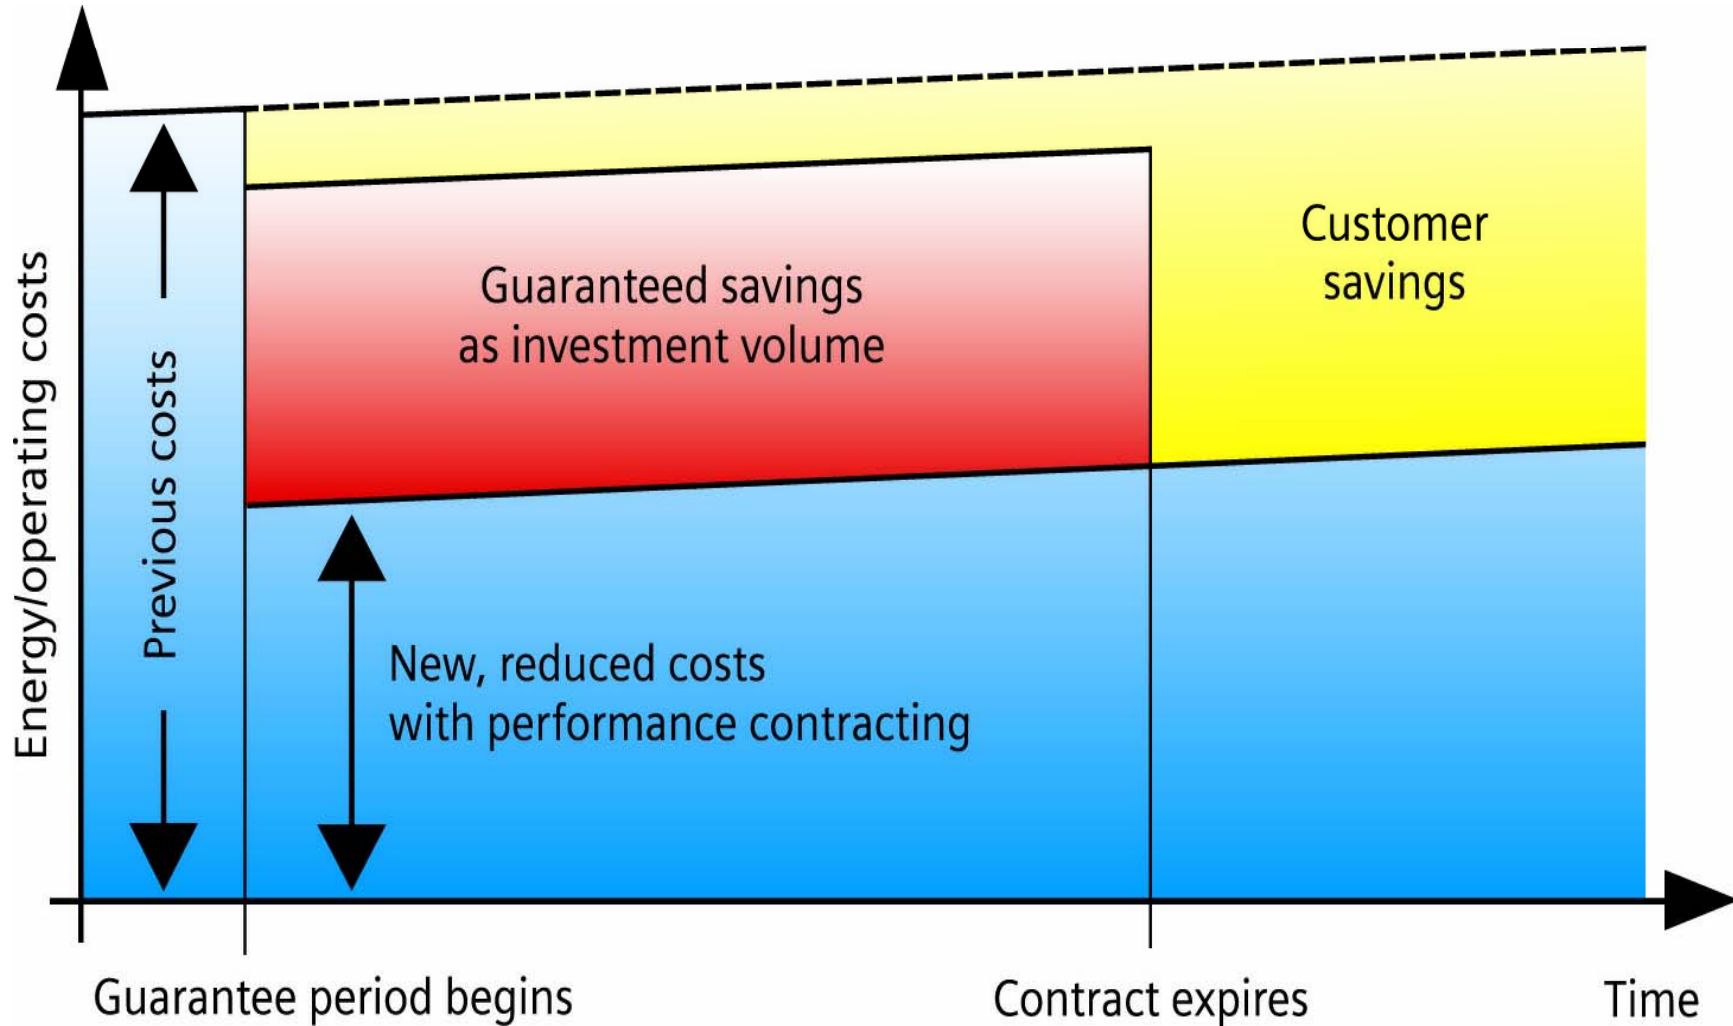 Energy/operating costs
Previous costs
Guaranteed savings
as investment volume
Customer
savings
New, reduced costs
with performance contracting
Guarantee period begins
Contract expires
Time